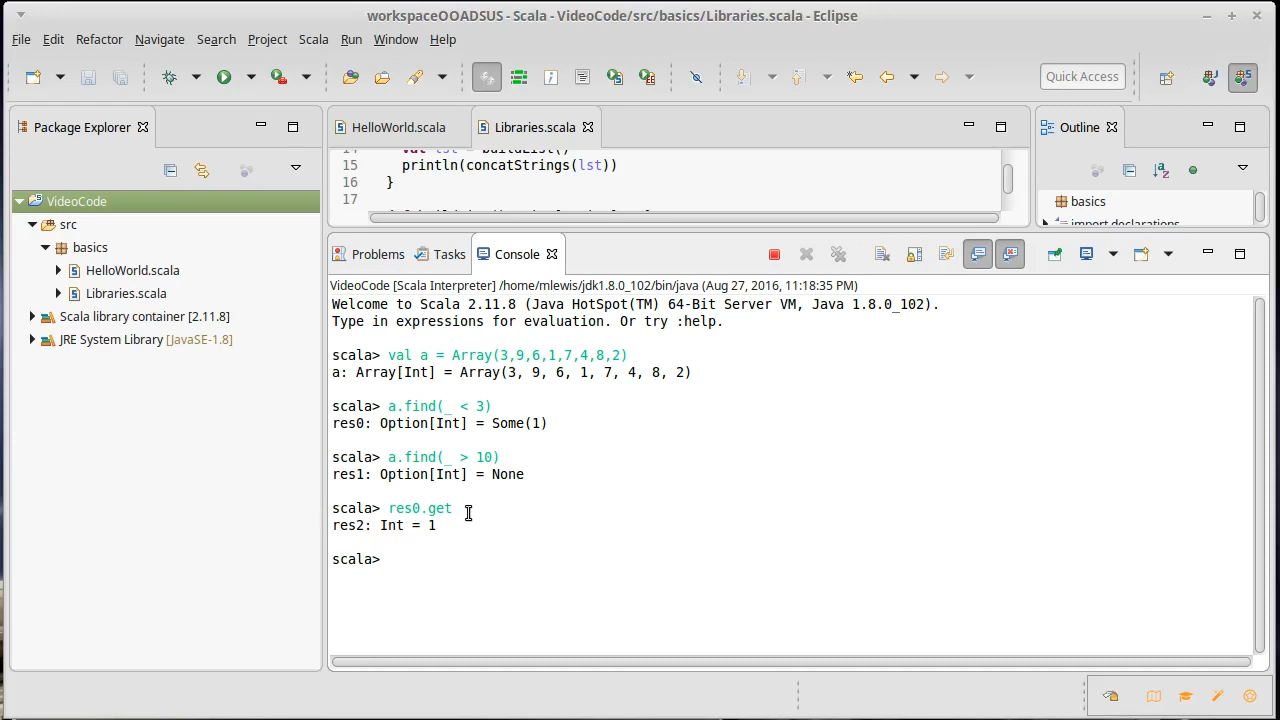 workspaceOOADSUS - Scala - VideoCode/src/basics/Libraries.scala - Eclipse
File Edit Refactor Navigate Search Project Scala Run Window Help
Quick Access
Package Explorer
HelloWorld.scala
Libraries.scala
Outline
VideoCode
src
basics
HelloWorld.scala
Libraries.scala
Scala library container [2.11.8]
JRE System Library [JavaSE-1.8]
14 val lst = buildList()
15 println(concatStrings(lst))
16 }
17
basics
import declarations
Problems Tasks Console
VideoCode [Scala Interpreter] /home/mlewis/jdk1.8.0_102/bin/java (Aug 27, 2016, 11:18:35 PM)
Welcome to Scala 2.11.8 (Java HotSpot(TM) 64-Bit Server VM, Java 1.8.0_102).
Type in expressions for evaluation. Or try :help.
scala> val a = Array(3,9,6,1,7,4,8,2)
a: Array[Int] = Array(3, 9, 6, 1, 7, 4, 8, 2)
scala> a.find(_ < 3)
res0: Option[Int] = Some(1)
scala> a.find(_ > 10)
res1: Option[Int] = None
scala> res0.get
res2: Int = 1
scala>